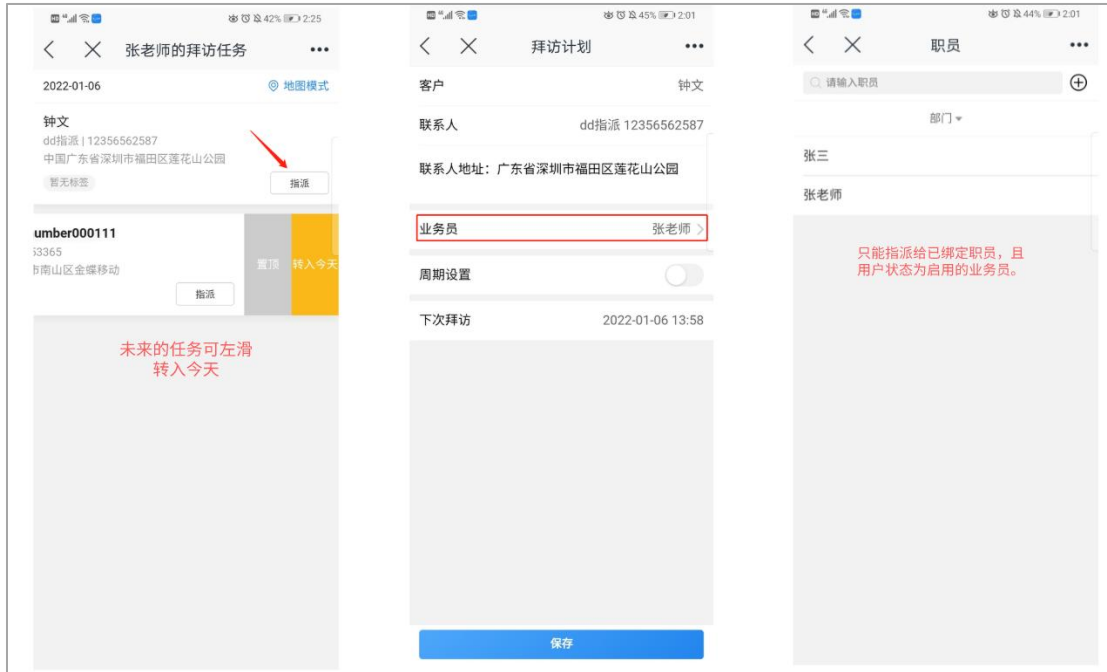 42% 2:25
张老师的拜访任务
2022-01-06
地图模式
钟文
dd指派 | 12356562587
中国广东省深圳市福田区莲花山公园
暂无标签
指派
umber000111
53365
市南山区金蝶移动
指派
置顶
转入今天
未来的任务可左滑
转入今天
45% 2:01
拜访计划
客户
钟文
联系人
dd指派 12356562587
联系人地址：广东省深圳市福田区莲花山公园
业务员
张老师
周期设置
下次拜访
2022-01-06 13:58
保存
44% 2:01
职员
请输入职员
部门
张三
张老师
只能指派给已绑定职员，且
用户状态为启用的业务员。